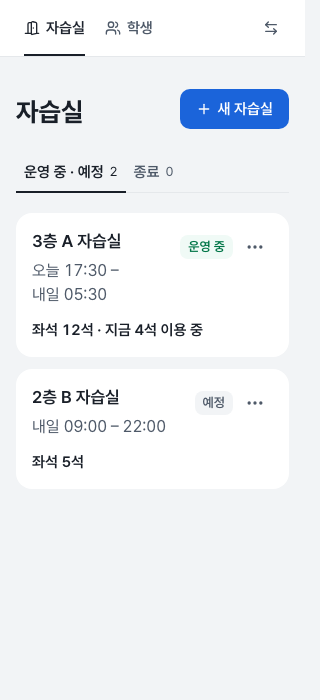 자습실 학생
자습실
새 자습실
운영 중 · 예정 2 종료 0
3층 A 자습실
운영 중
오늘 17:30 –
내일 05:30
좌석 12석 · 지금 4석 이용 중
2층 B 자습실
예정
내일 09:00 – 22:00
좌석 5석